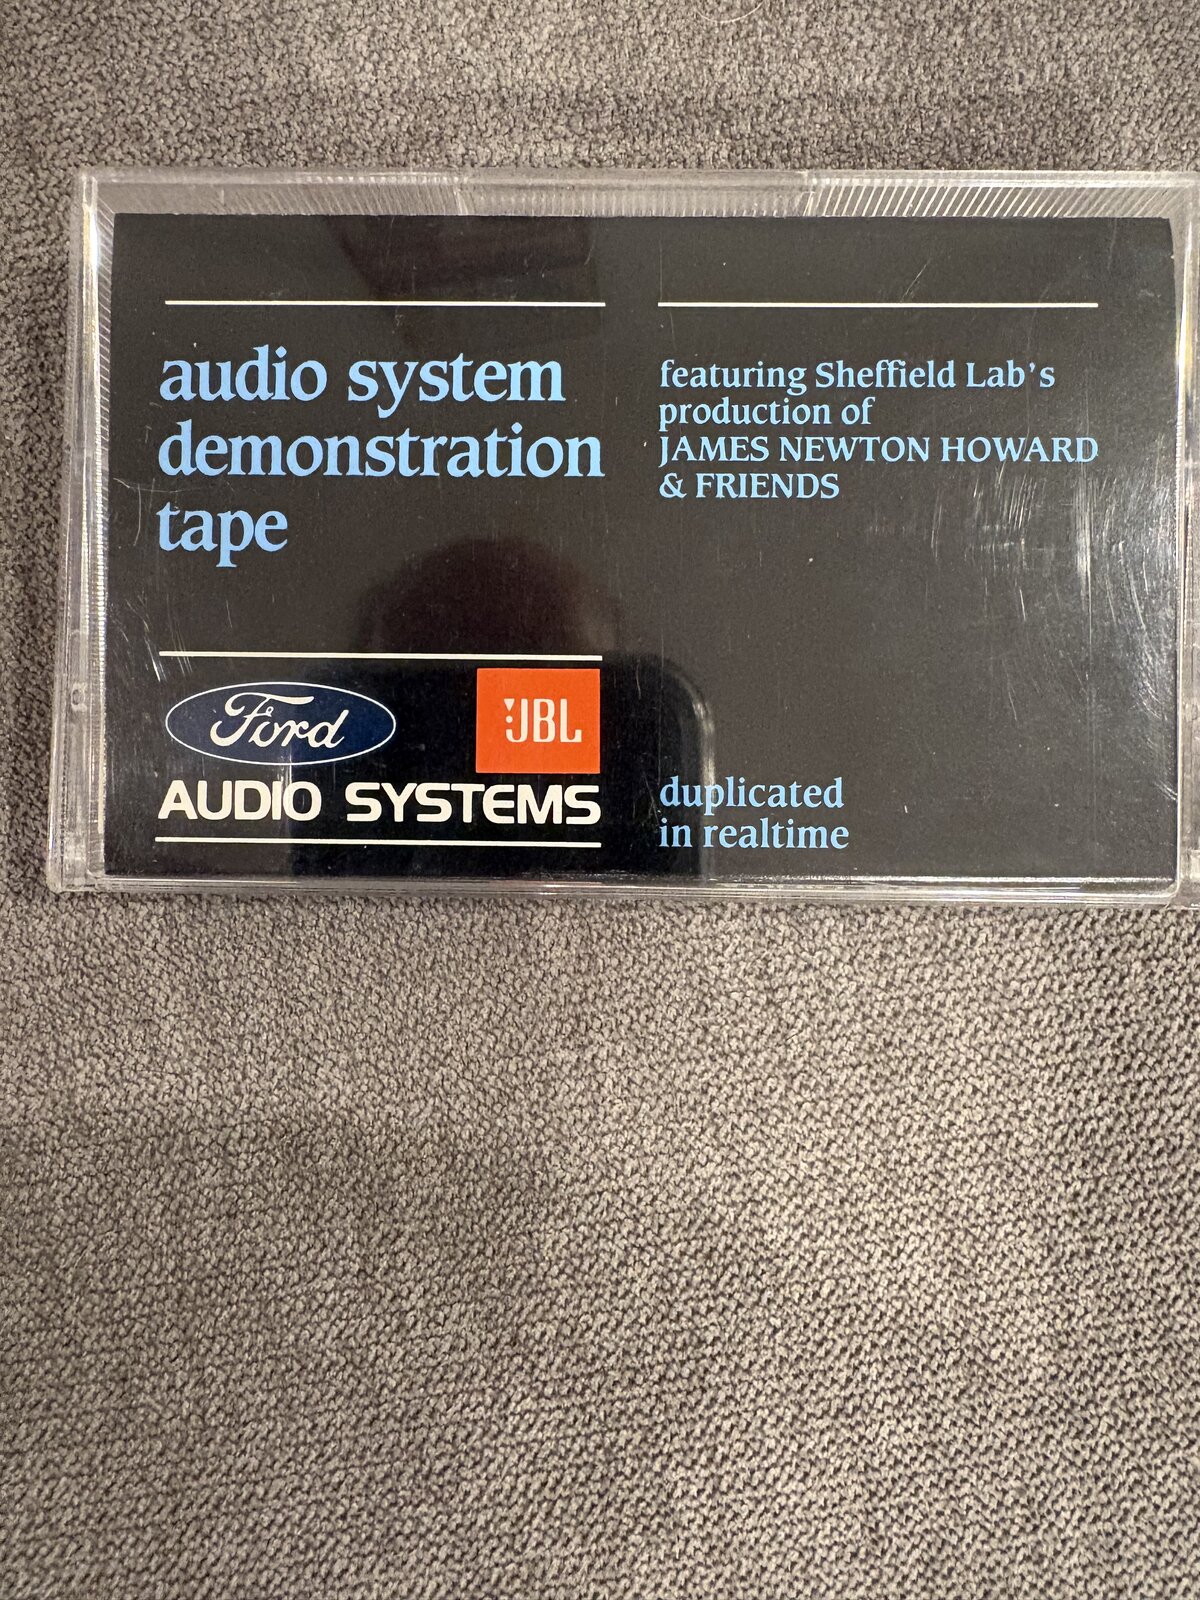 audio system
demonstration
tape
Ford
JBL
AUDIO SYSTEMS
featuring Sheffield Lab's
production of
JAMES NEWTON HOWARD
& FRIENDS
duplicated
in realtime